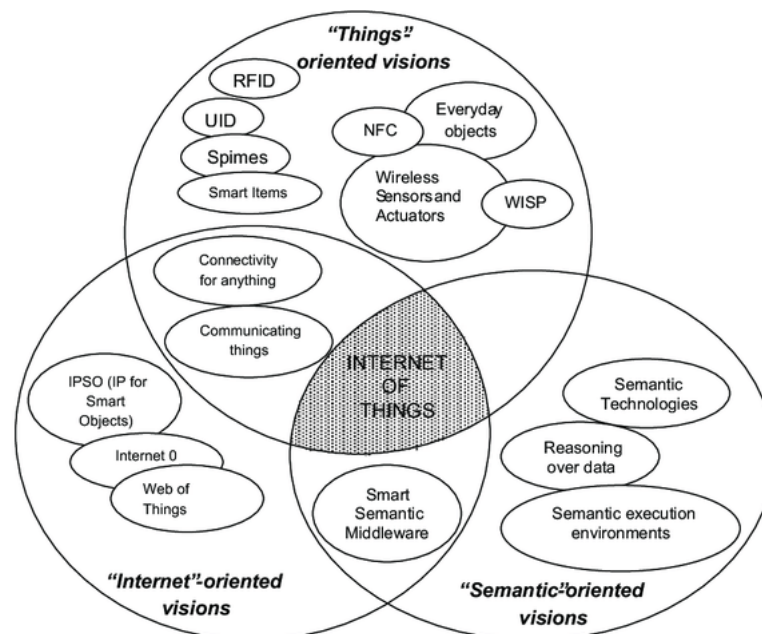 “Things”-
oriented visions
RFID
UID
Spimes
Smart Items
NFC
Everyday
objects
Wireless
Sensors and
Actuators
WISP
Connectivity
for anything
Communicating
things
INTERNET
OF
THINGS
IPSO (IP for
Smart
Objects)
Internet 0
Web of
Things
Semantic
Technologies
Reasoning
over data
Semantic execution
environments
Smart
Semantic
Middleware
“Internet”-oriented
visions
“Semantic”-oriented
visions